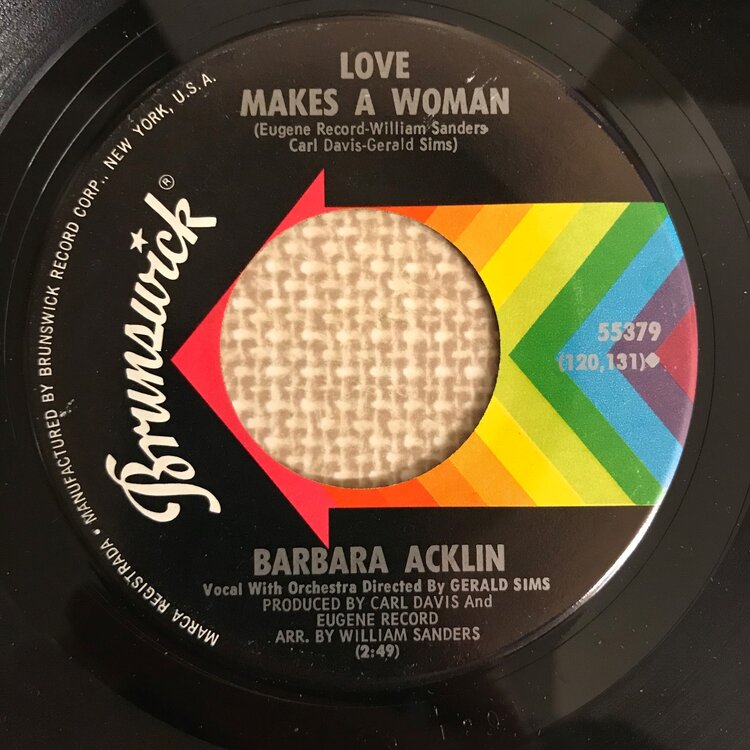 LOVE
MAKES A WOMAN
(Eugene Record-William Sanders
Carl Davis-Gerald Sims)
Brunswick®
MARCA REGISTRADA • MANUFACTURED BY BRUNSWICK RECORD CORP., NEW YORK, U.S.A.
55379
(120,131)◆
BARBARA ACKLIN
Vocal With Orchestra Directed By GERALD SIMS
PRODUCED BY CARL DAVIS And
EUGENE RECORD
ARR. BY WILLIAM SANDERS
(2:49)